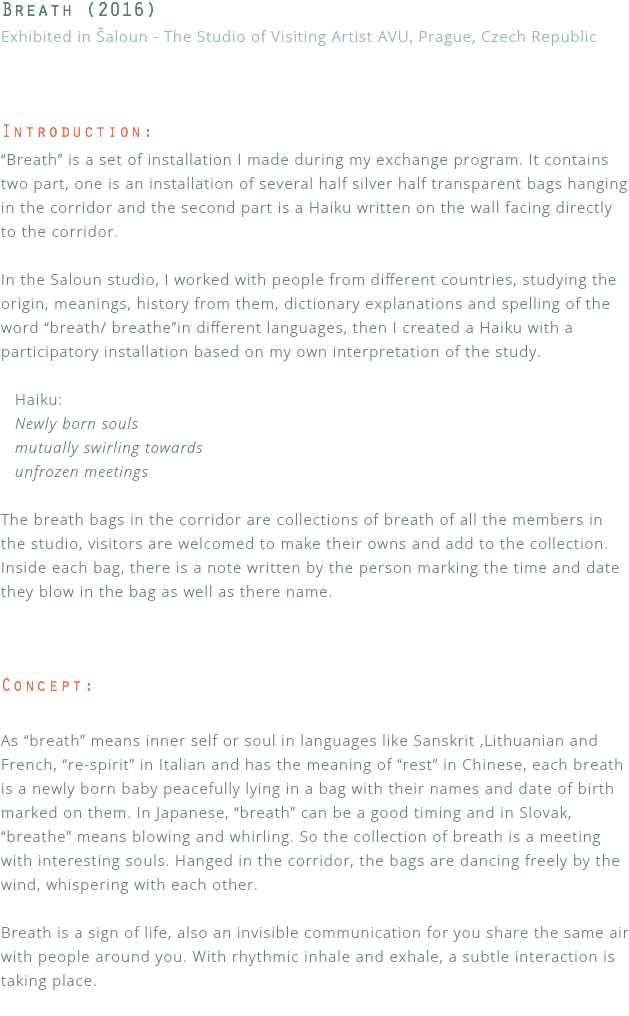 Breath (2016)
Exhibited in Šaloun - The Studio of Visiting Artist AVU, Prague, Czech Republic
Introduction:
“Breath” is a set of installation I made during my exchange program. It contains
two part, one is an installation of several half silver half transparent bags hanging
in the corridor and the second part is a Haiku written on the wall facing directly
to the corridor.
In the Saloun studio, I worked with people from different countries, studying the
origin, meanings, history from them, dictionary explanations and spelling of the
word “breath/ breathe”in different languages, then I created a Haiku with a
participatory installation based on my own interpretation of the study.
Haiku:
Newly born souls
mutually swirling towards
unfrozen meetings
The breath bags in the corridor are collections of breath of all the members in
the studio, visitors are welcomed to make their owns and add to the collection.
Inside each bag, there is a note written by the person marking the time and date
they blow in the bag as well as there name.
Concept:
As “breath” means inner self or soul in languages like Sanskrit ,Lithuanian and
French, “re-spirit” in Italian and has the meaning of “rest” in Chinese, each breath
is a newly born baby peacefully lying in a bag with their names and date of birth
marked on them. In Japanese, “breath” can be a good timing and in Slovak,
“breathe” means blowing and whirling. So the collection of breath is a meeting
with interesting souls. Hanged in the corridor, the bags are dancing freely by the
wind, whispering with each other.
Breath is a sign of life, also an invisible communication for you share the same air
with people around you. With rhythmic inhale and exhale, a subtle interaction is
taking place.